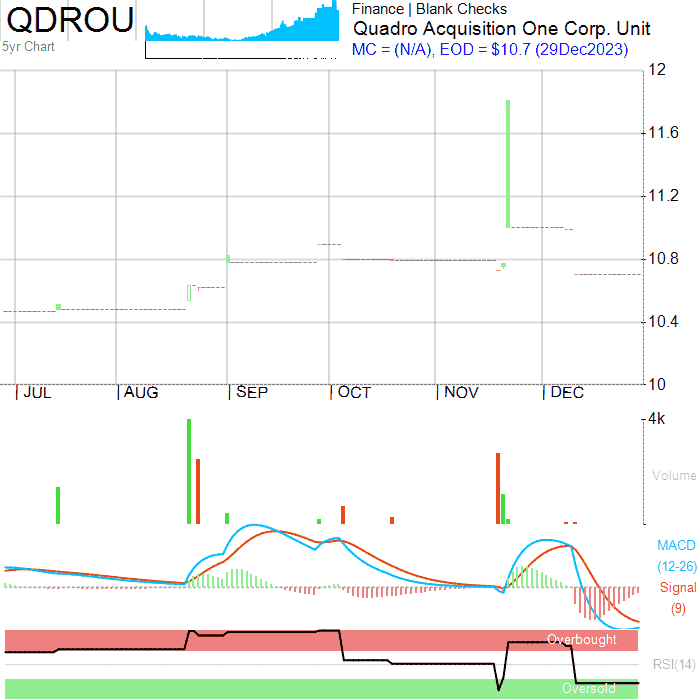 QDROU
5yr Chart
Finance | Blank Checks
Quadro Acquisition One Corp. Unit
MC = (N/A), EOD = $10.7 (29Dec2023)
12
11.6
11.2
10.8
10.4
10
JUL AUG SEP OCT NOV DEC
4k
Volume
MACD
(12-26)
Signal
(9)
Overbought
RSI(14)
Oversold